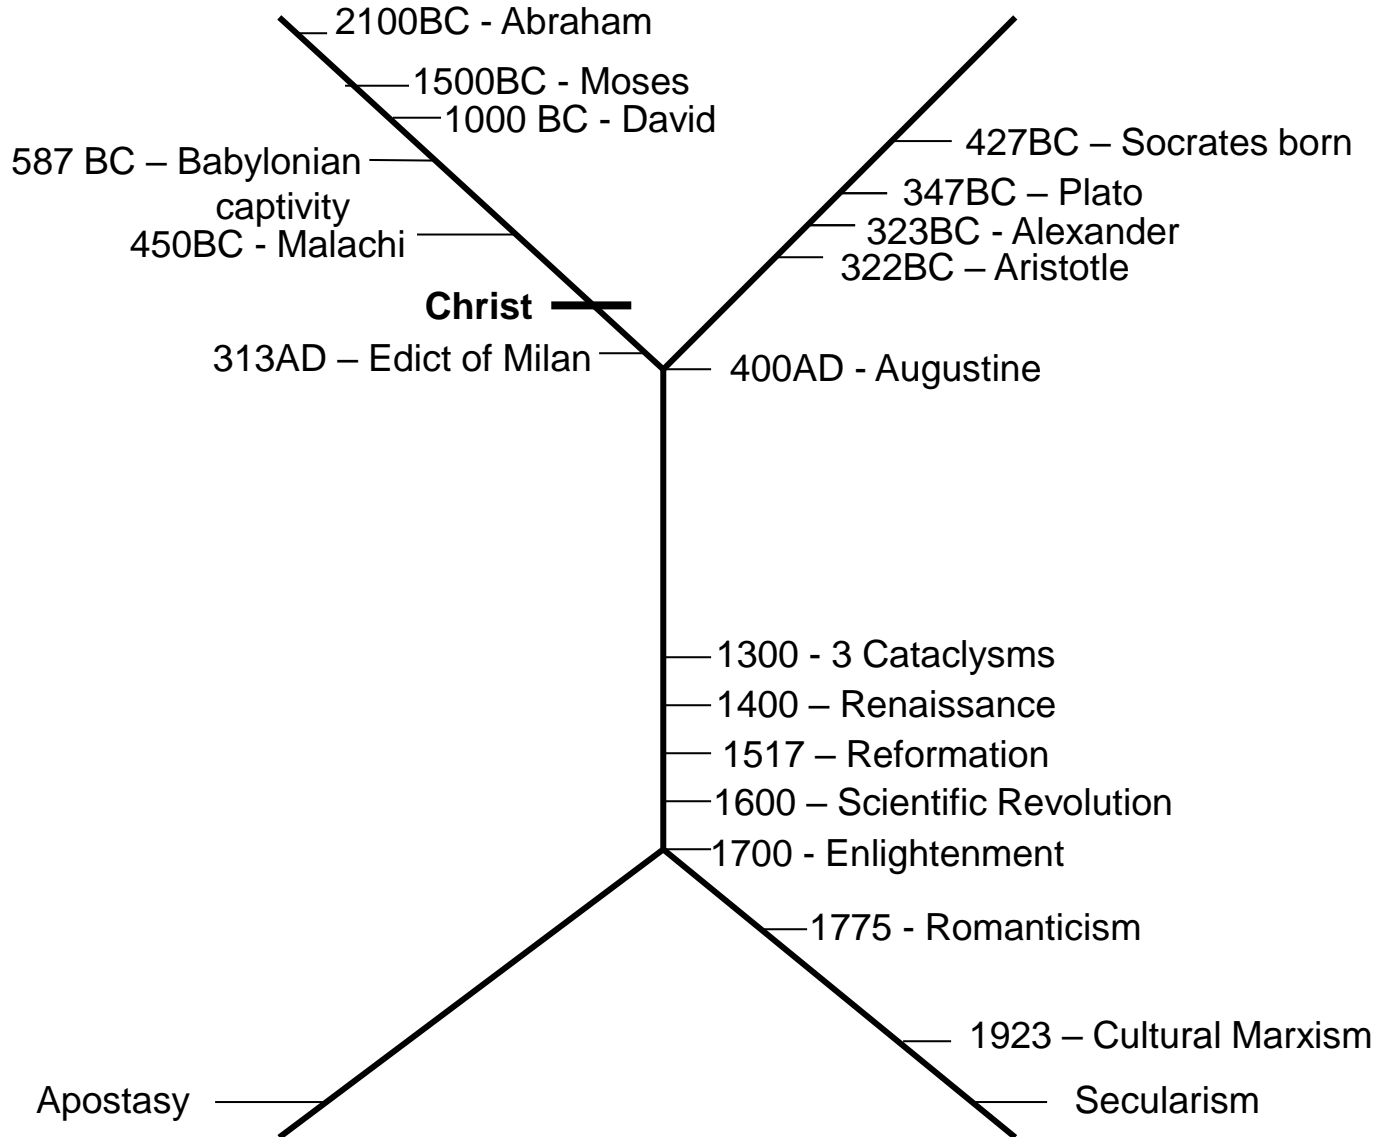 2100BC - Abraham
1500BC - Moses
1000 BC - David
587 BC – Babylonian
captivity
450BC - Malachi
Christ
313AD – Edict of Milan
427BC – Socrates born
347BC – Plato
323BC - Alexander
322BC – Aristotle
400AD - Augustine
1300 - 3 Cataclysms
1400 – Renaissance
1517 – Reformation
1600 – Scientific Revolution
1700 - Enlightenment
1775 - Romanticism
1923 – Cultural Marxism
Apostasy
Secularism